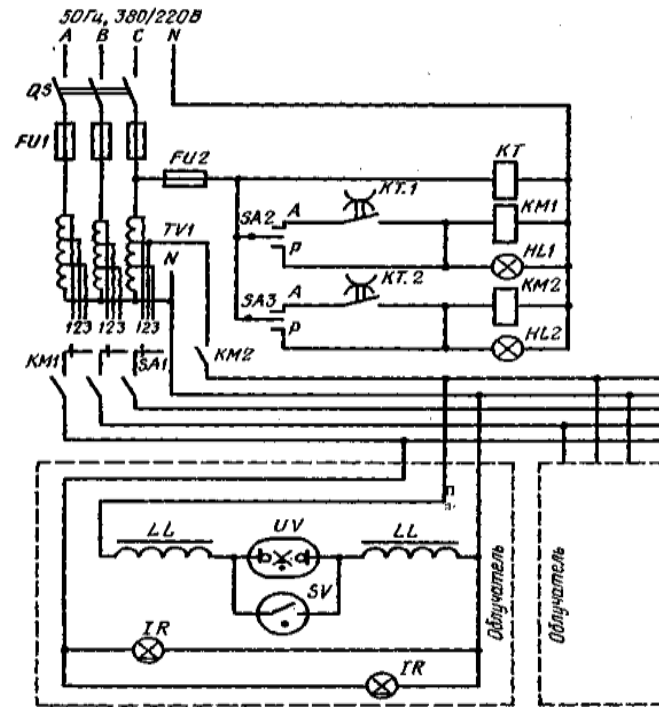 50Гц, 380/220В
A B C N
QS
FU1
FU2
KT
KT.1
KM1
SA2
A
P
HL1
TV1
N
KT.2
KM2
SA3
A
P
HL2
123 123 123
KM1
SA1
KM2
LL
UV
LL
SV
IR
IR
Облучатель
Облучатель